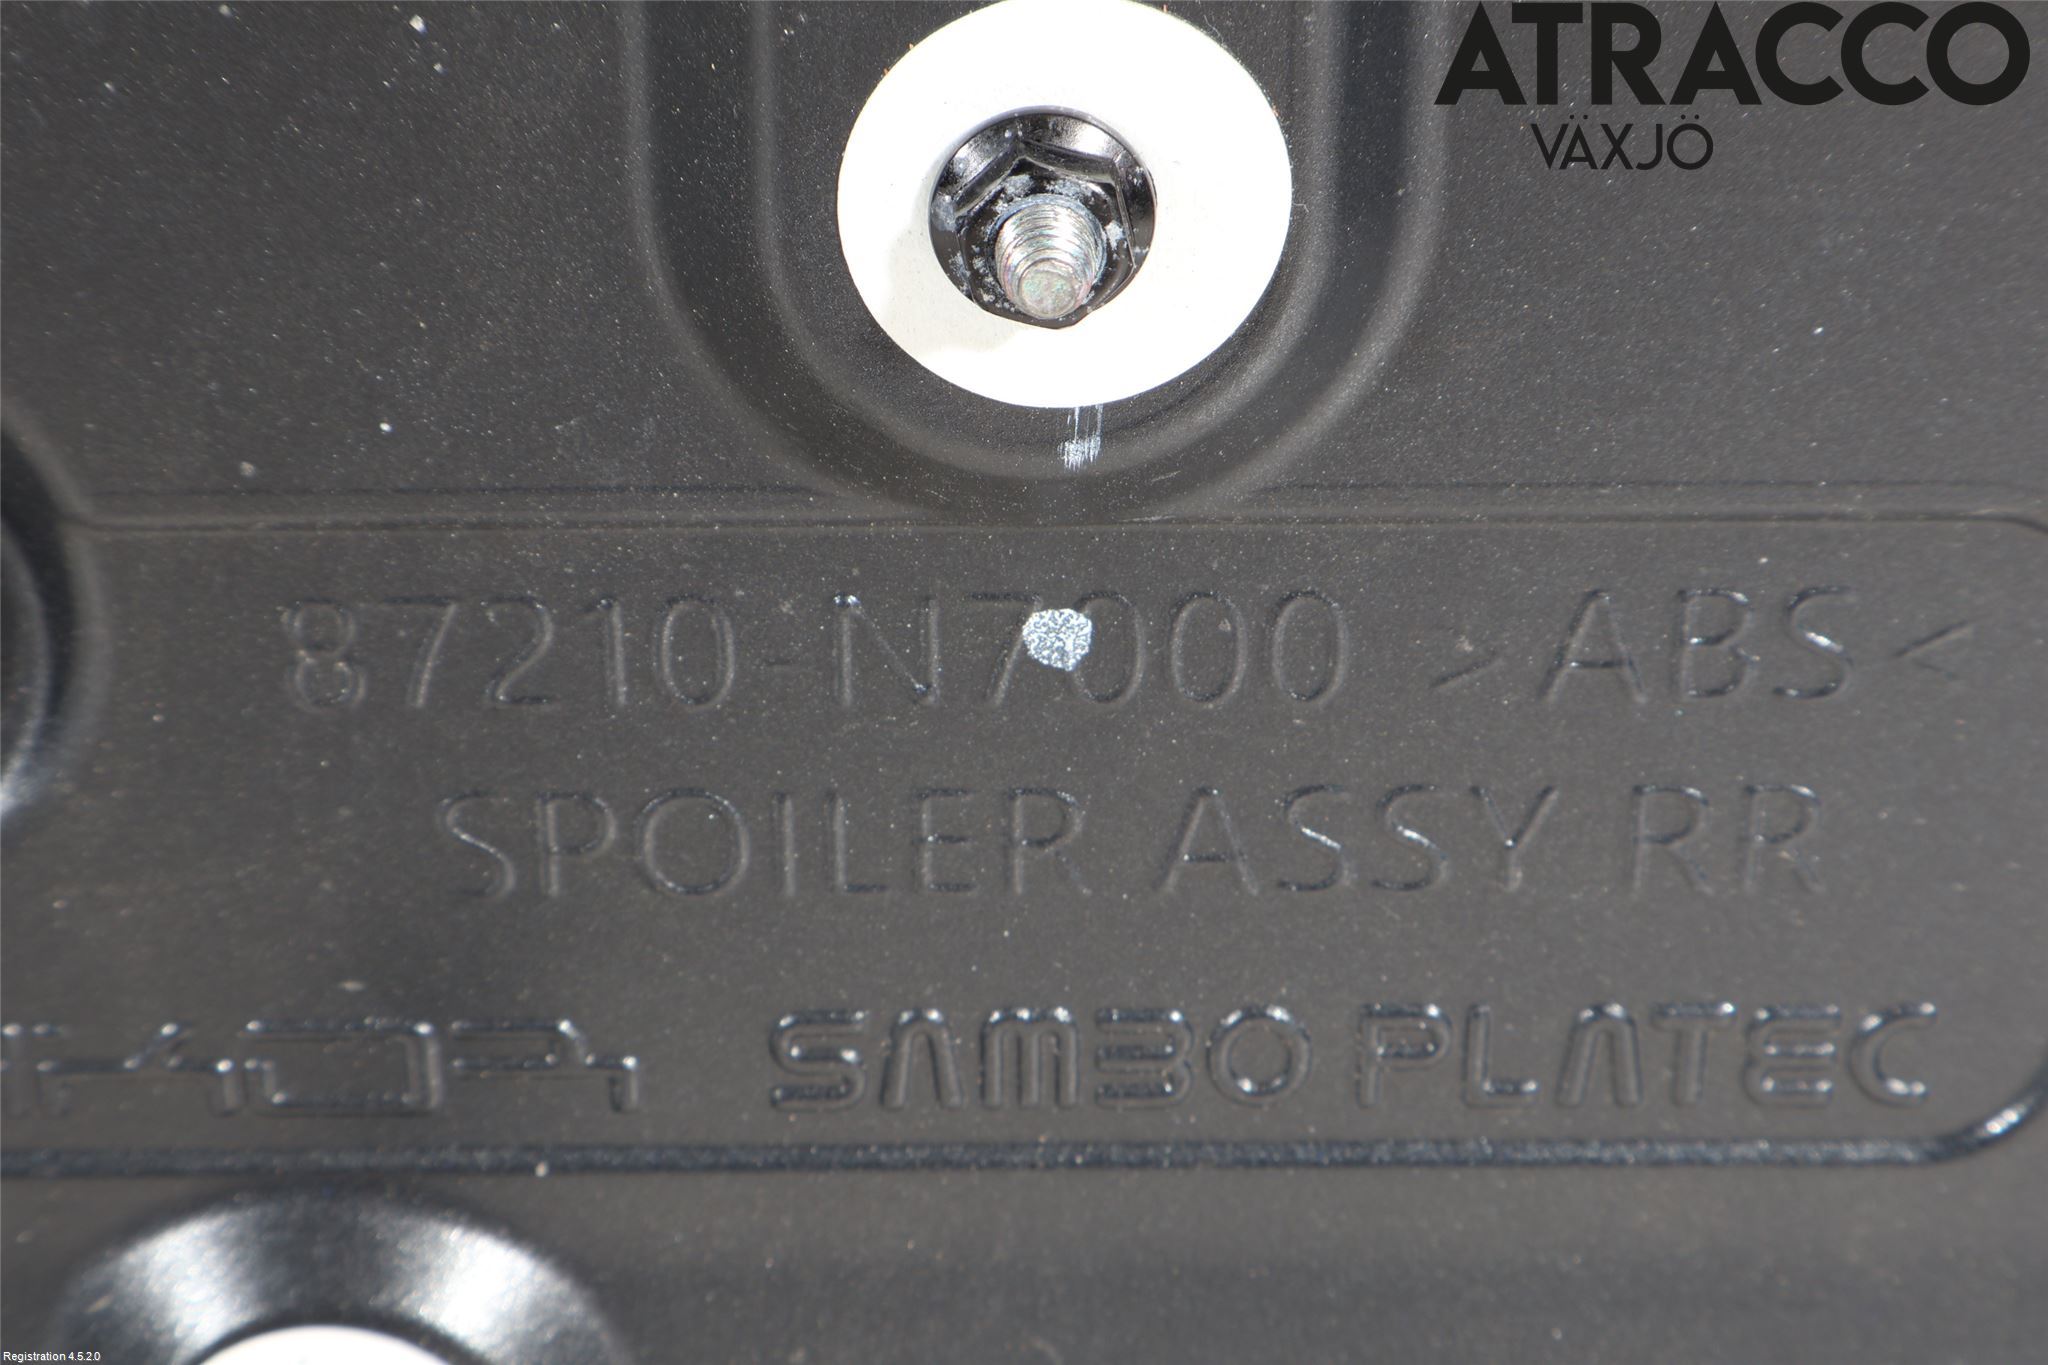 ATRACCO
VÄXJÖ
87210-N7000 >ABS<
SPOILER ASSY RR
SAMBO PLATEC
Registration 4.5.2.0